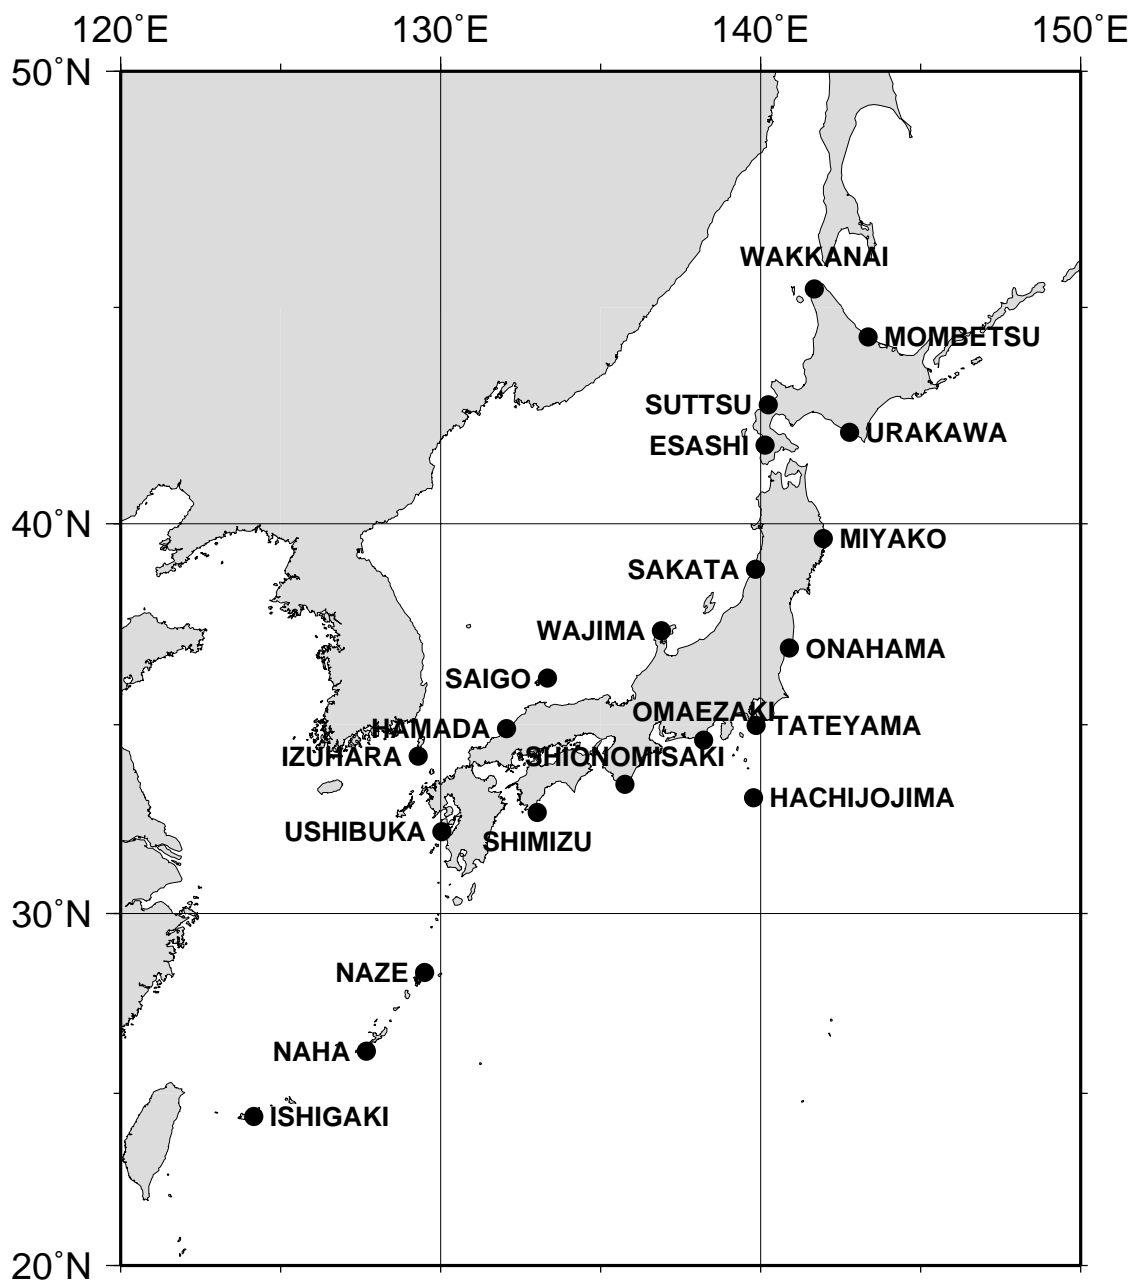 120°E 130°E 140°E 150°E
50°N
WAKKANAI
MOMBETSU
SUTTSU
URAKAWA
ESASHI
40°N
MIYAKO
SAKATA
WAJIMA
ONAHAMA
SAIGO
OMAEZAKI
TATEYAMA
HAMADA
IZUHARA
SHIONOMISAKI
HACHIJOJIMA
USHIBUKA
SHIMIZU
30°N
NAZE
NAHA
ISHIGAKI
20°N